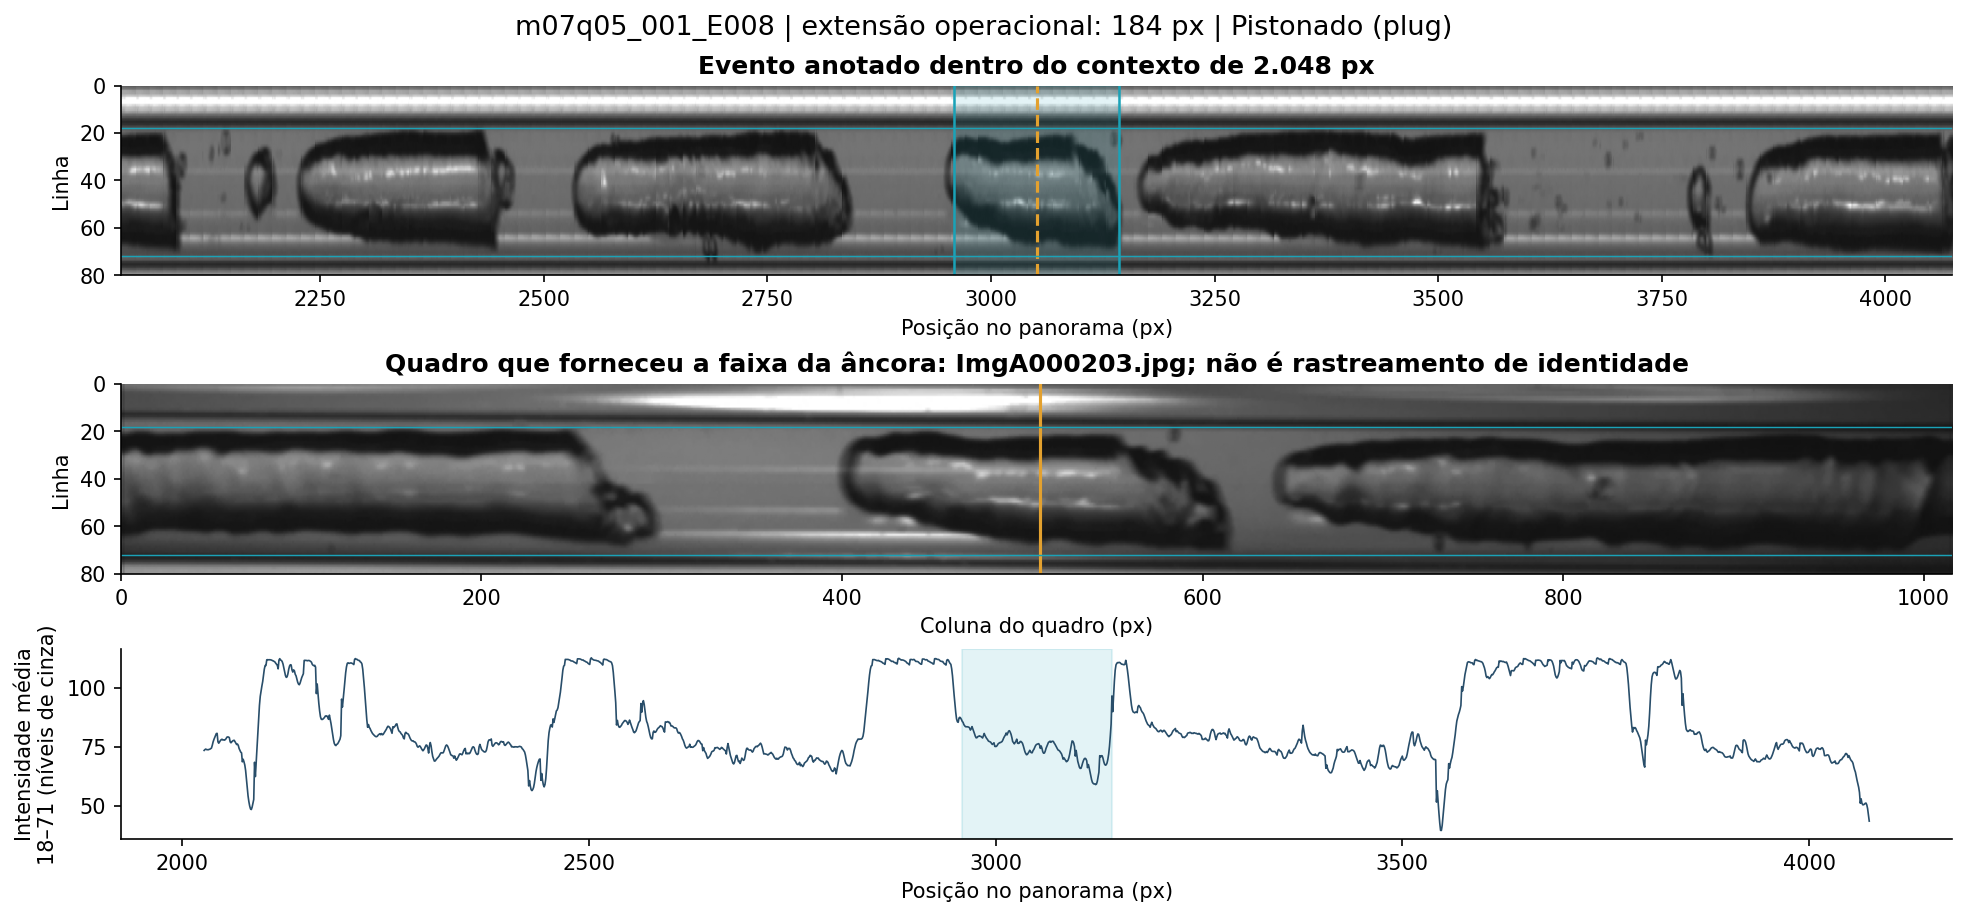 m07q05_001_E008 | extensão operacional: 184 px | Pistonado (plug)
Evento anotado dentro do contexto de 2.048 px
0
20
40
60
80
Linha
2250 2500 2750 3000 3250 3500 3750 4000
Posição no panorama (px)
Quadro que forneceu a faixa da âncora: ImgA000203.jpg; não é rastreamento de identidade
0
20
40
60
80
Linha
0 200 400 600 800 1000
Coluna do quadro (px)
Intensidade média
18–71 (níveis de cinza)
100
75
50
2000 2500 3000 3500 4000
Posição no panorama (px)